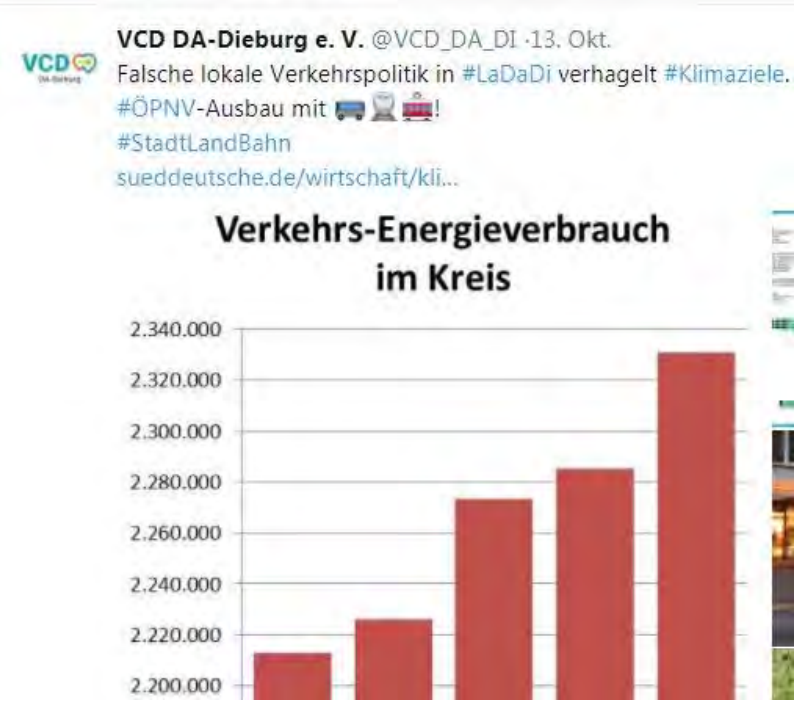 VCD DA-Dieburg e. V. @VCD_DA_DI ·13. Okt.
VCD
Falsche lokale Verkehrspolitik in #LaDaDi verhagelt #Klimaziele.
#ÖPNV-Ausbau mit 🚌 🚆 🚋!
#StadtLandBahn
sueddeutsche.de/wirtschaft/kli...
Verkehrs-Energieverbrauch
im Kreis
2.340.000
2.320.000
2.300.000
2.280.000
2.260.000
2.240.000
2.220.000
2.200.000